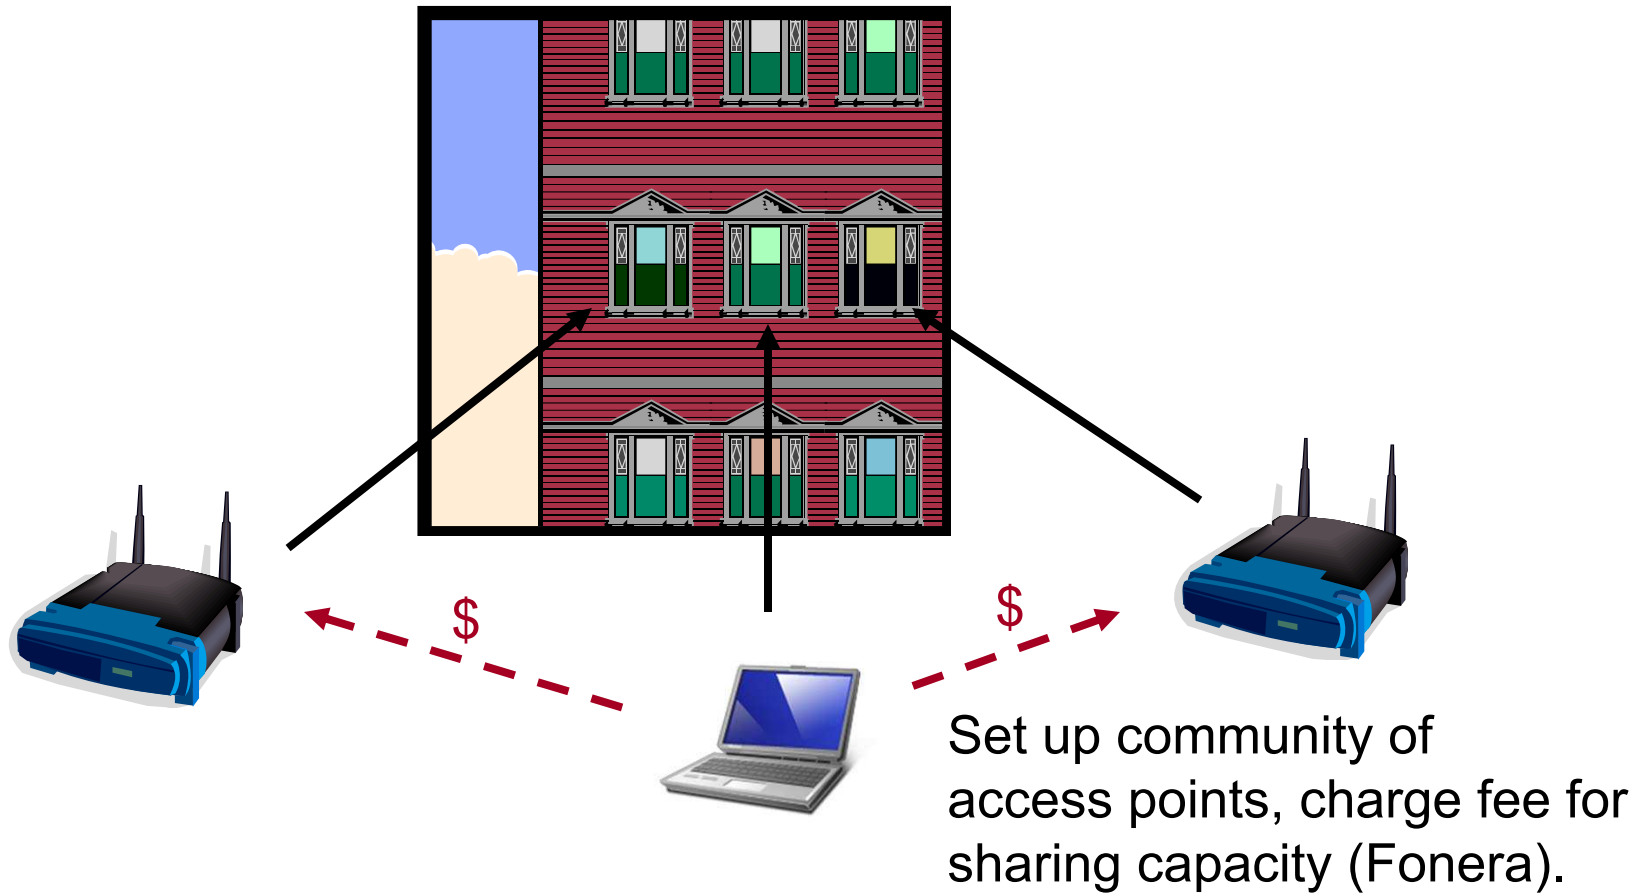 $
$
Set up community of
access points, charge fee for
sharing capacity (Fonera).